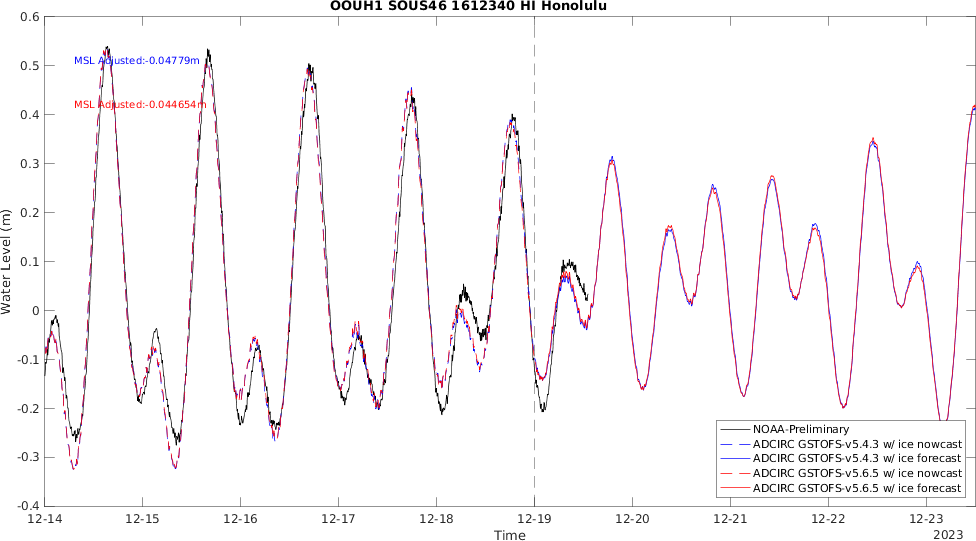 OOUH1 SOUS46 1612340 HI Honolulu
0.6
0.5
0.4
0.3
0.2
0.1
0
-0.1
-0.2
-0.3
-0.4
Water Level (m)
MSL Adjusted:-0.04779m
MSL Adjusted:-0.044654m
NOAA-Preliminary
ADCIRC GSTOFS-v5.4.3 w/ ice nowcast
ADCIRC GSTOFS-v5.4.3 w/ ice forecast
ADCIRC GSTOFS-v5.6.5 w/ ice nowcast
ADCIRC GSTOFS-v5.6.5 w/ ice forecast
12-14 12-15 12-16 12-17 12-18 12-19 12-20 12-21 12-22 12-23
Time
2023